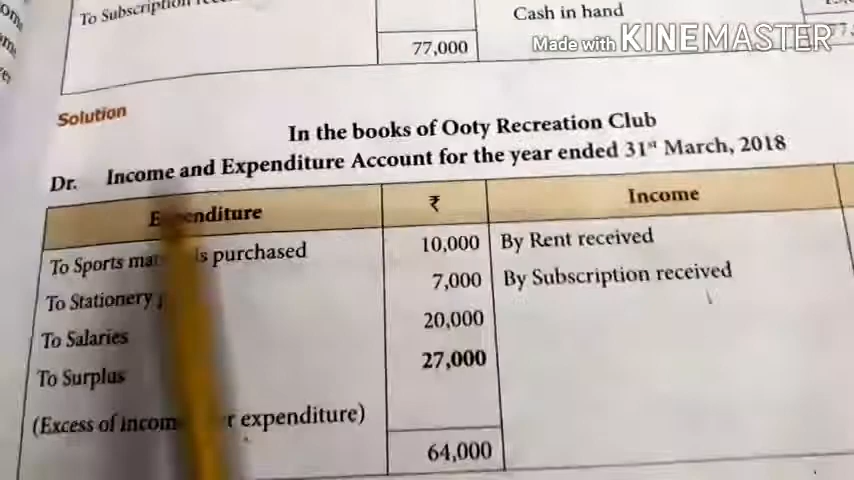 To Subscription
Cash in hand
77,000
Made with KINEMASTER
Solution
In the books of Ooty Recreation Club
Dr. Income and Expenditure Account for the year ended 31st March, 2018
Expenditure ₹ Income
To Sports purchased 10,000 By Rent received
To Stationery 7,000 By Subscription received
To Salaries 20,000
To Surplus 27,000
(Excess of income expenditure)
64,000